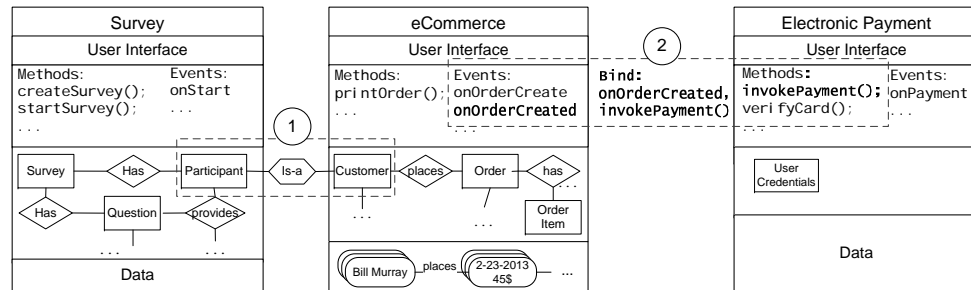 Survey
User Interface
Methods:
createSurvey();
startSurvey();
...
Events:
onStart
...
Survey
Has
Participant
Has
Question
provides
...
...
Data
1
Is-a
eCommerce
User Interface
Methods:
printOrder();
...
Events:
onOrderCreate
onOrderCreated
...
Customer
places
Order
has
...
...
...
Order
Item
Bill Murray
places
2-23-2013
45$
...
2
Bind:
onOrderCreated,
invokePayment()
Electronic Payment
User Interface
Methods:
invokePayment();
verifyCard();
...
Events:
onPayment
...
User
Credentials
Data